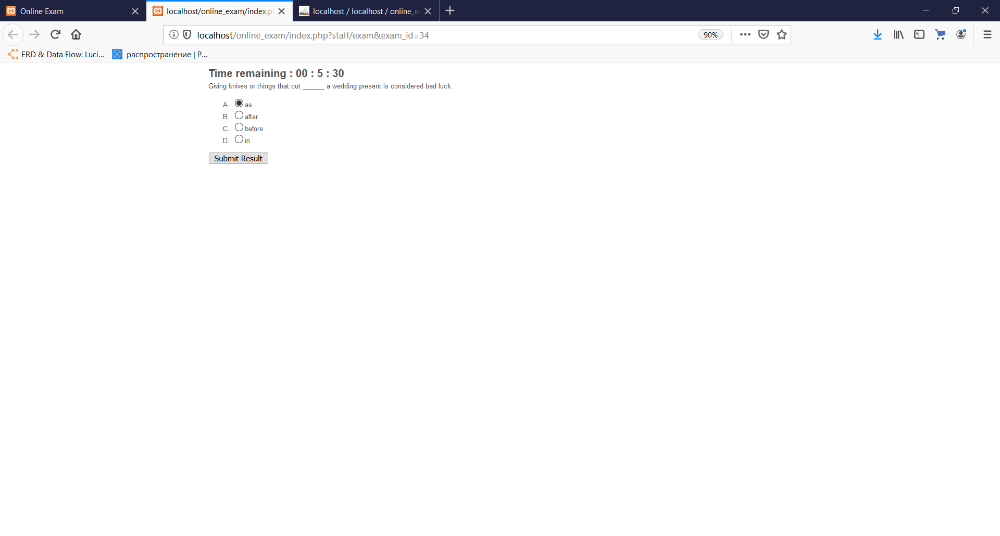 Online Exam
localhost/online_exam/index.p
localhost / localhost / online_e
localhost/online_exam/index.php?staff/exam&exam_id=34
90%
ERD & Data Flow: Luci...
распространение | P...
Time remaining : 00 : 5 : 30
Giving knives or things that cut ______ a wedding present is considered bad luck.
A. as
B. after
C. before
D. in
Submit Result